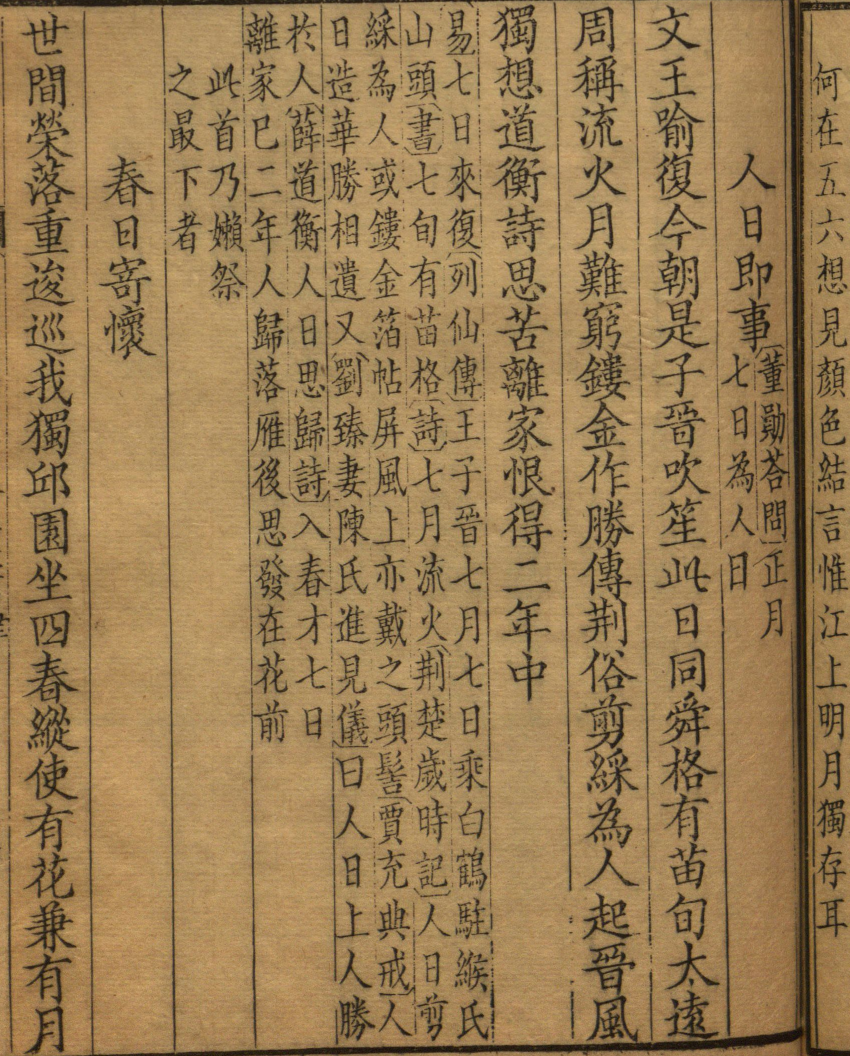 何在五六想見顏色結言惟江上明月獨存耳
人日即事董勛荅問正月
七日為人日
文王喻復今朝是子晉吹笙此日同舜格有苗旬太遠
周稱流火月難窮鏤金作勝傳荆俗剪綵為人起晉風
獨想道衡詩思苦離家恨得二年中
易七日來復列仙傳王子晉七月七日乘白鶴駐緱氏
山頭書七旬有苗格詩七月流火荆楚歲時記人日剪
綵為人或鏤金箔帖屏風上亦戴之頭髻賈充典戒人
日造華勝相遺又劉臻妻陳氏進見儀曰人日上人勝
於人薛道衡人日思歸詩入春才七日
離家已二年人歸落雁後思發在花前
此首乃嬾祭
之最下者
春日寄懷
世間榮落重逡巡我獨邱園坐四春縱使有花兼有月